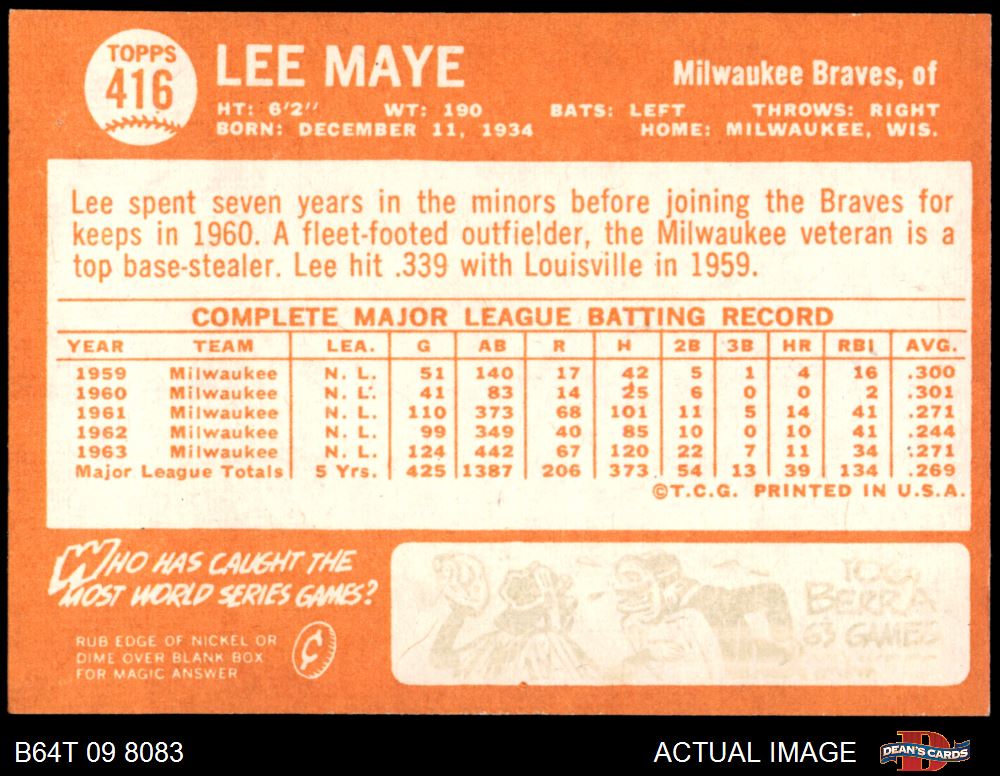 TOPPS
416
LEE MAYE
Milwaukee Braves, of
HT: 6'2" WT: 190 BATS: LEFT THROWS: RIGHT
BORN: DECEMBER 11, 1934 HOME: MILWAUKEE, WIS.
Lee spent seven years in the minors before joining the Braves for
keeps in 1960. A fleet-footed outfielder, the Milwaukee veteran is a
top base-stealer. Lee hit .339 with Louisville in 1959.
COMPLETE MAJOR LEAGUE BATTING RECORD
YEAR TEAM LEA. G AB R H 2B 3B HR RBI AVG.
1959 Milwaukee N. L. 51 140 17 42 5 1 4 16 .300
1960 Milwaukee N. L. 41 83 14 25 6 0 0 2 .301
1961 Milwaukee N. L. 110 373 68 101 11 5 14 41 .271
1962 Milwaukee N. L. 99 349 40 85 10 0 10 41 .244
1963 Milwaukee N. L. 124 442 67 120 22 7 11 34 .271
Major League Totals 5 Yrs. 425 1387 206 373 54 13 39 134 .269
©T.C.G. PRINTED IN U.S.A.
WHO HAS CAUGHT THE
MOST WORLD SERIES GAMES?
RUB EDGE OF NICKEL OR
DIME OVER BLANK BOX
FOR MAGIC ANSWER
¢
YOGI
BERRA
63 GAMES
B64T 09 8083
ACTUAL IMAGE
D
DEAN'S CARDS